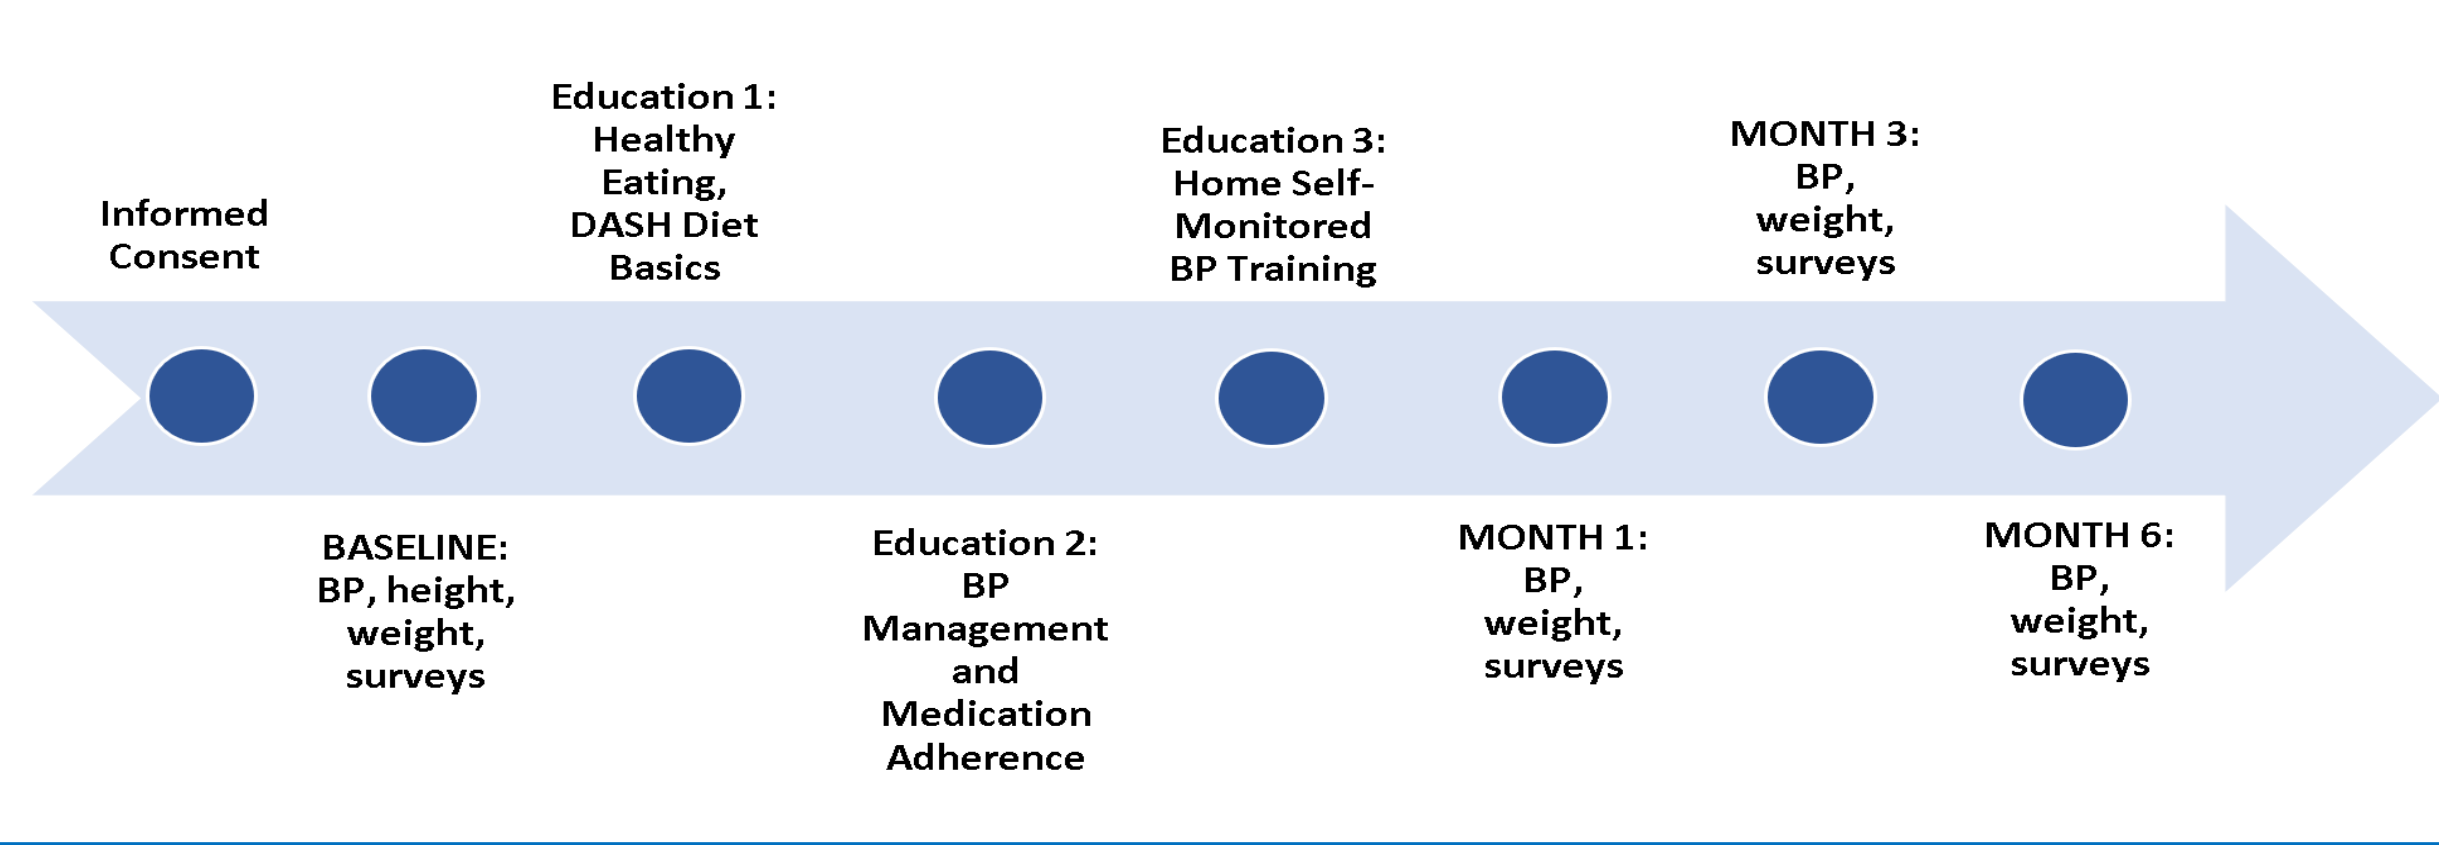 Informed
Consent
BASELINE:
BP, height,
weight,
surveys
Education 1:
Healthy
Eating,
DASH Diet
Basics
Education 2:
BP
Management
and
Medication
Adherence
Education 3:
Home Self-
Monitored
BP Training
MONTH 1:
BP,
weight,
surveys
MONTH 3:
BP,
weight,
surveys
MONTH 6:
BP,
weight,
surveys